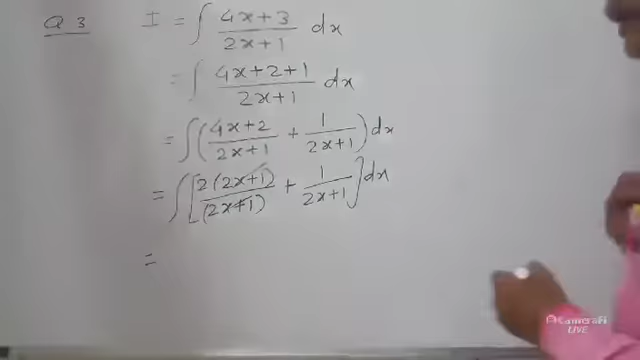 Q.3 I = ∫ (4x+3)/(2x+1) dx
= ∫ (4x+2+1)/(2x+1) dx
= ∫ ( (4x+2)/(2x+1) + 1/(2x+1) ) dx
= ∫ [ 2(2x+1)/(2x+1) + 1/(2x+1) ] dx
=
CameraFi
LIVE